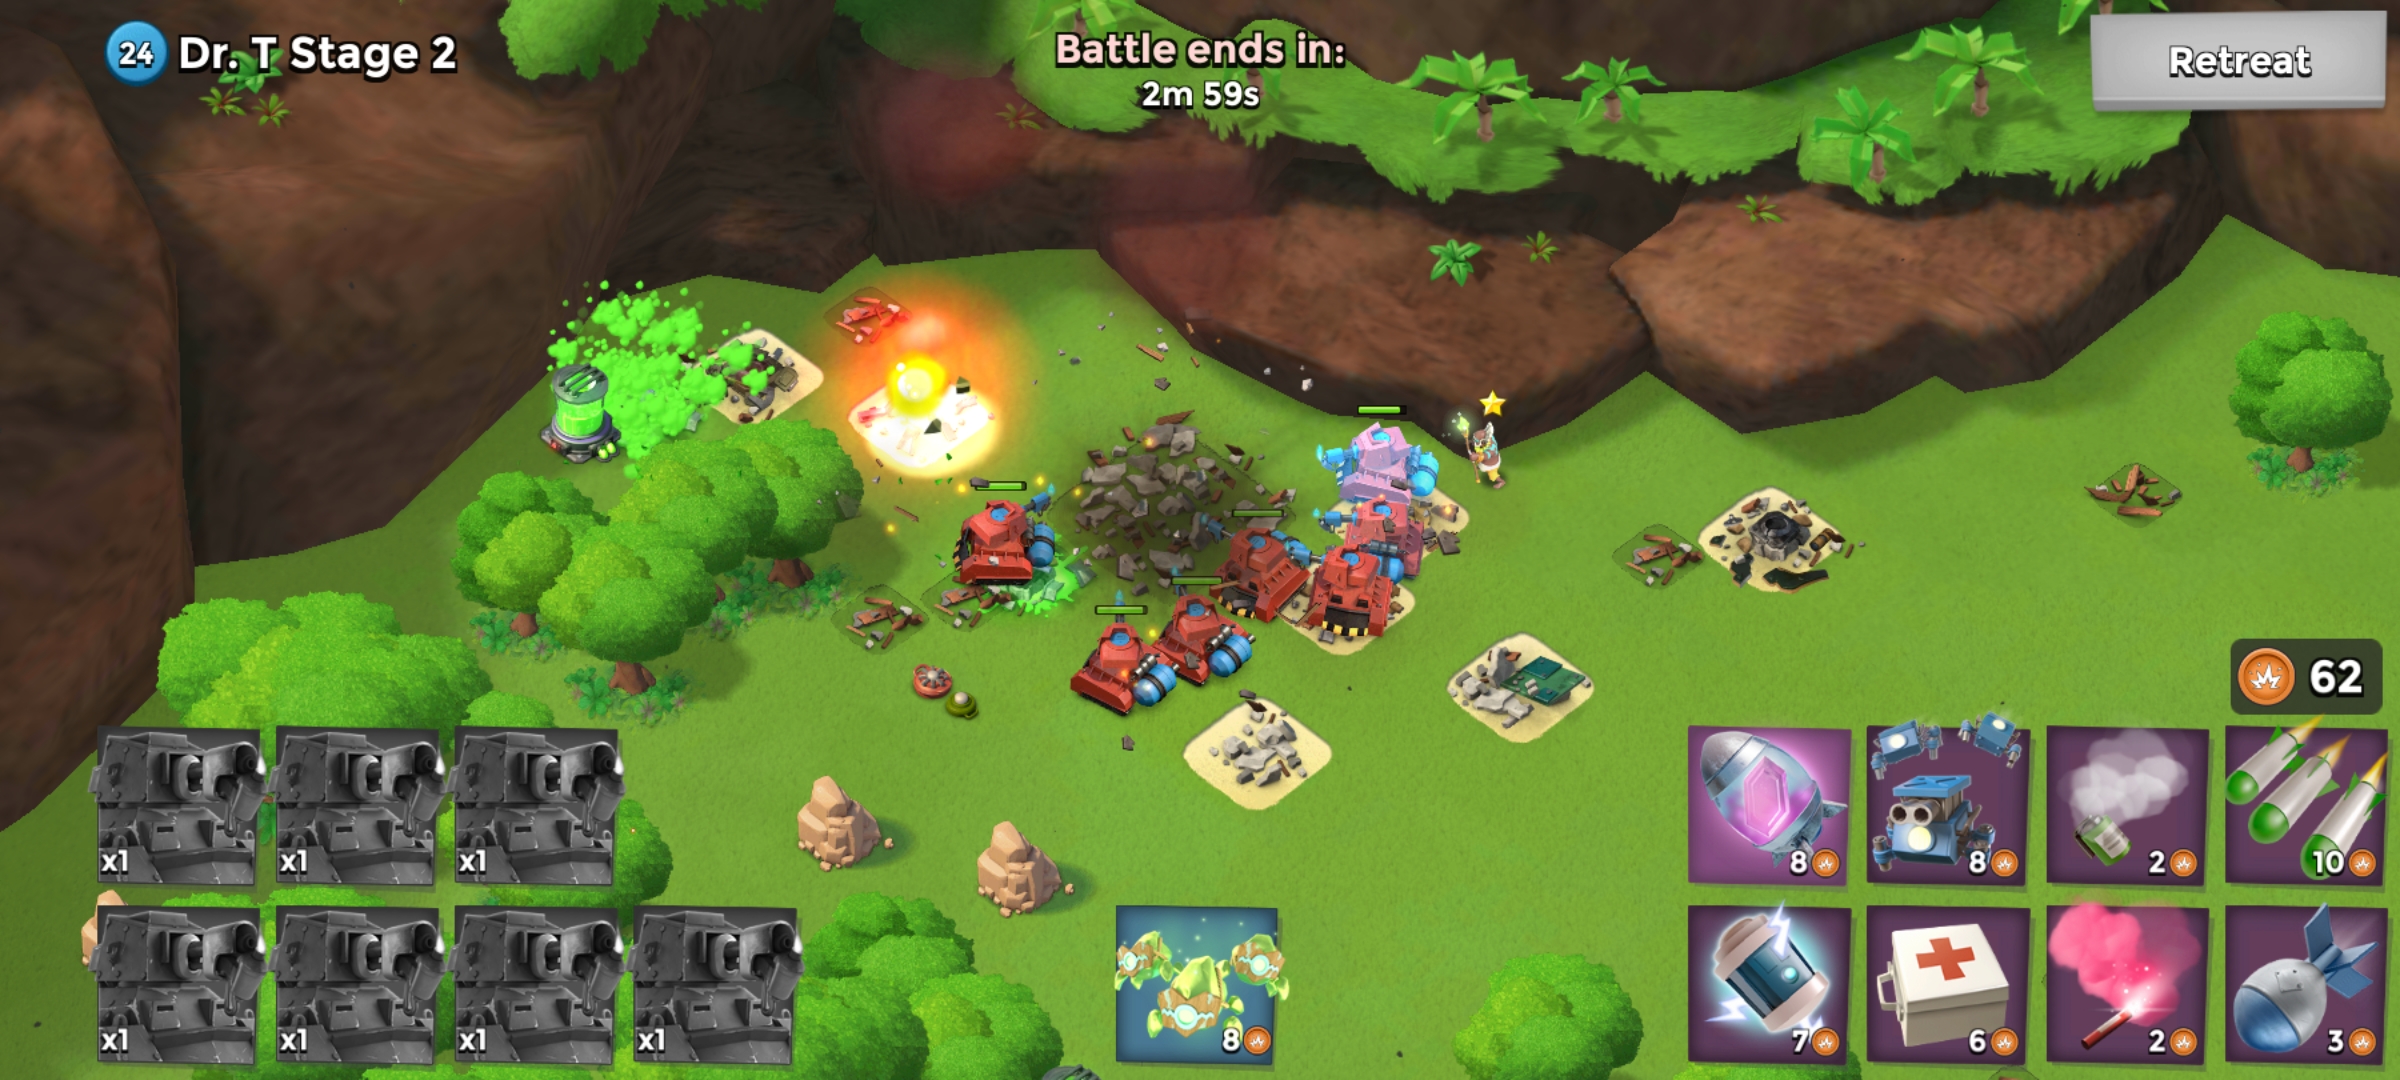 24 Dr. T Stage 2
Battle ends in:
2m 59s
Retreat
62
x1 x1 x1
8 8 2 10
x1 x1 x1 x1
8
7 6 2 3